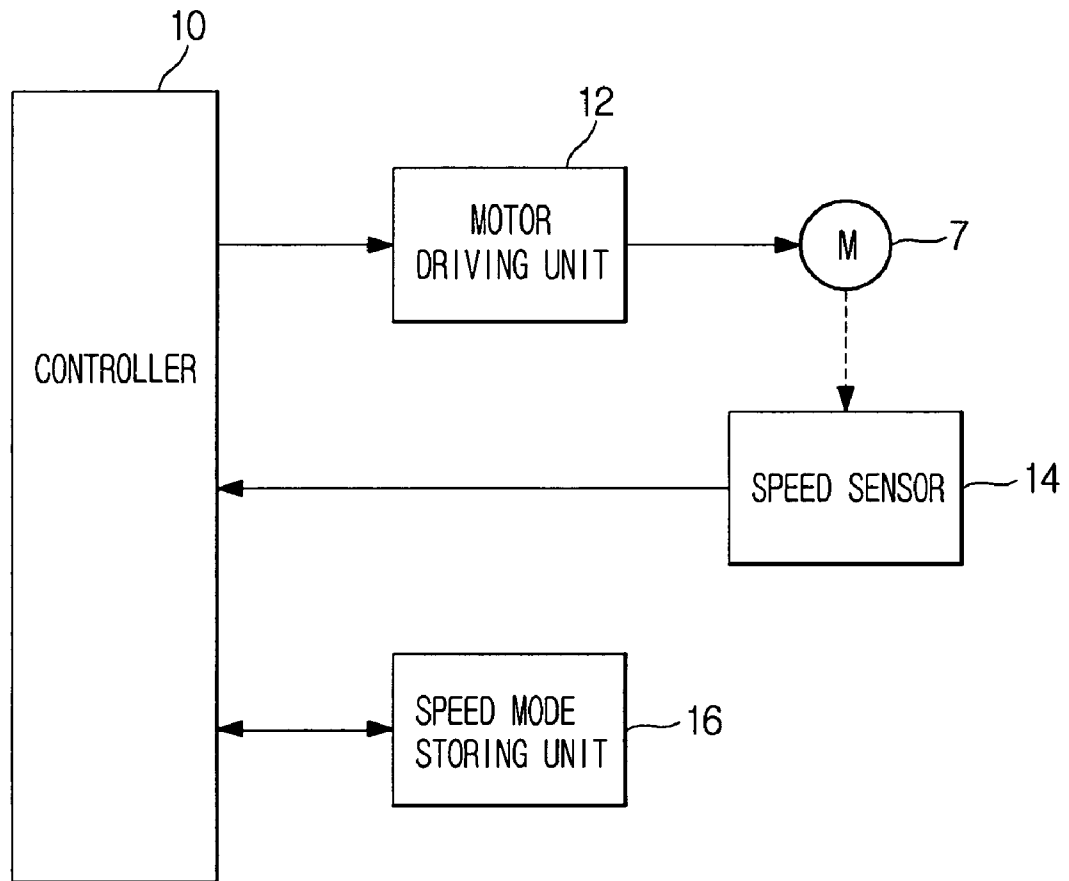 10
12
MOTOR
DRIVING UNIT
M
7
CONTROLLER
SPEED SENSOR
14
SPEED MODE
STORING UNIT
16